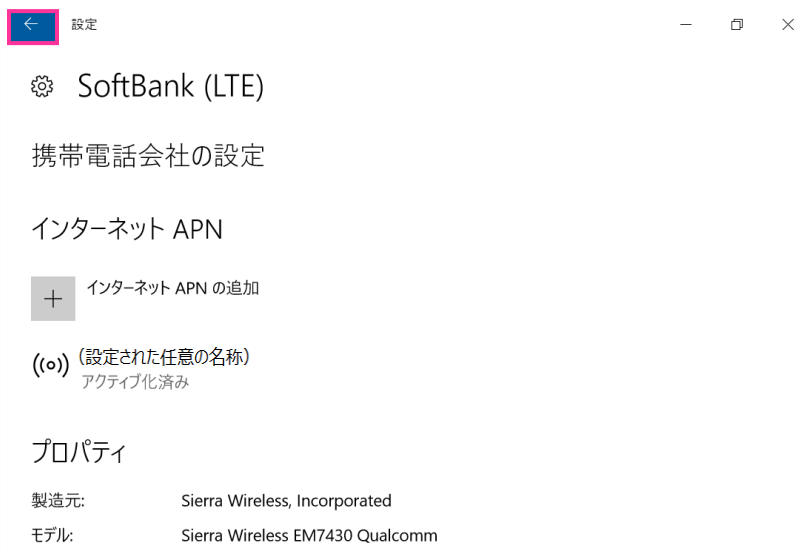 設定
SoftBank (LTE)
携帯電話会社の設定
インターネット APN
インターネット APN の追加
（設定された任意の名称）
アクティブ化済み
プロパティ
製造元: Sierra Wireless, Incorporated
モデル: Sierra Wireless EM7430 Qualcomm